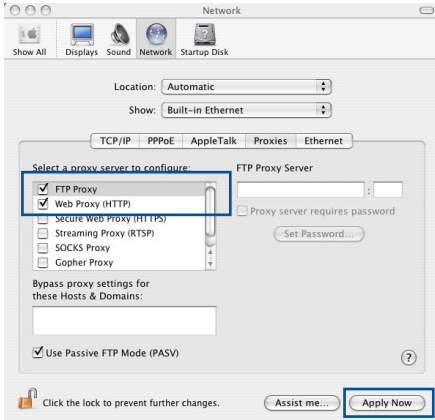 Network
Show All Displays Sound Network Startup Disk
Location: Automatic
Show: Built-in Ethernet
TCP/IP PPPoE AppleTalk Proxies Ethernet
Select a proxy server to configure: FTP Proxy Server
FTP Proxy
Web Proxy (HTTP) :
Secure Web Proxy (HTTPS) Proxy server requires password
Streaming Proxy (RTSP) Set Password...
SOCKS Proxy
Gopher Proxy
Bypass proxy settings for
these Hosts & Domains:
Use Passive FTP Mode (PASV) ?
Click the lock to prevent further changes. Assist me... Apply Now